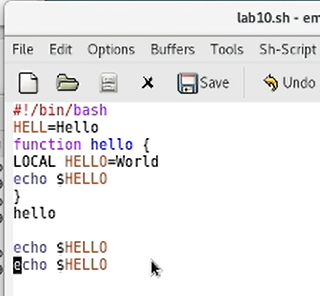 lab10.sh - em
File Edit Options Buffers Tools Sh-Script
Save Undo
#!/bin/bash
HELL=Hello
function hello {
LOCAL HELLO=World
echo $HELLO
}
hello
echo $HELLO
echo $HELLO